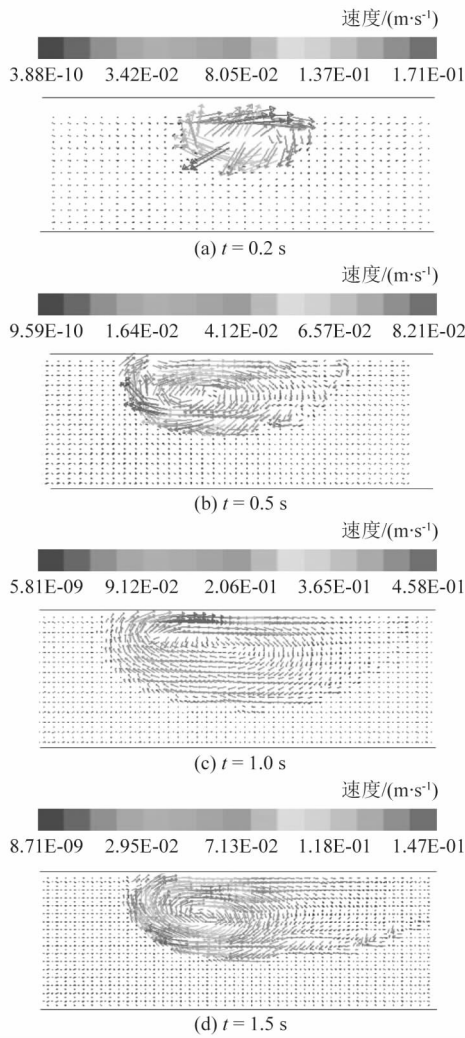 速度/(m·s⁻¹)
3.88E-10 3.42E-02 8.05E-02 1.37E-01 1.71E-01
(a) t = 0.2 s
速度/(m·s⁻¹)
9.59E-10 1.64E-02 4.12E-02 6.57E-02 8.21E-02
(b) t = 0.5 s
速度/(m·s⁻¹)
5.81E-09 9.12E-02 2.06E-01 3.65E-01 4.58E-01
(c) t = 1.0 s
速度/(m·s⁻¹)
8.71E-09 2.95E-02 7.13E-02 1.18E-01 1.47E-01
(d) t = 1.5 s